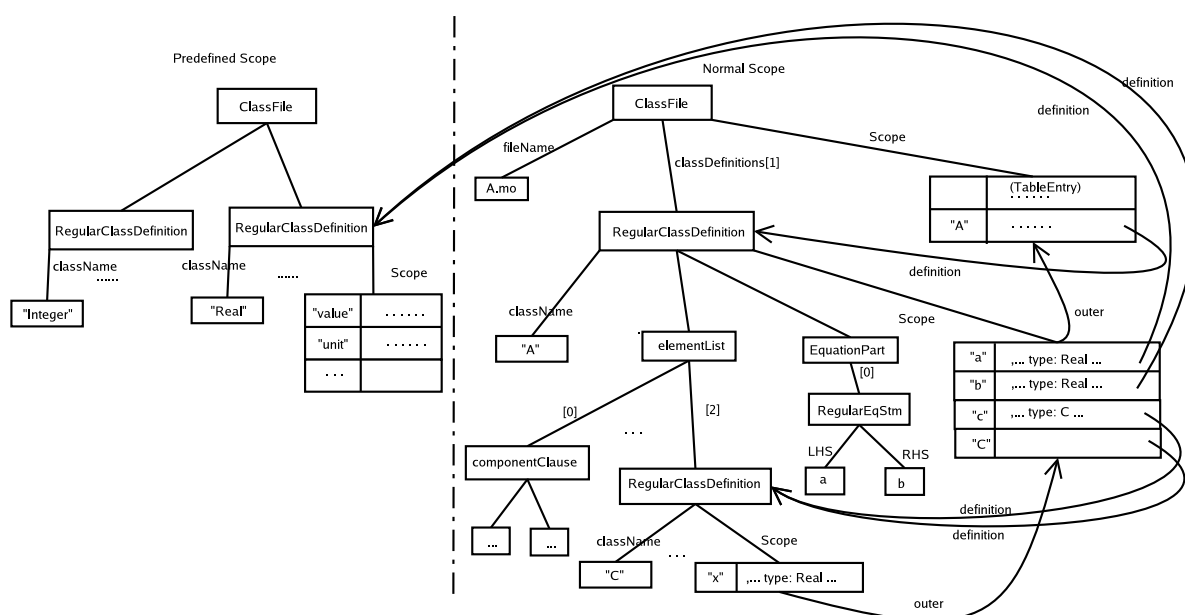 Predefined Scope
ClassFile
RegularClassDefinition
RegularClassDefinition
className
......
className
......
Scope
"Integer"
"Real"
"value" ......
"unit" ......
...
Normal Scope
ClassFile
definition
definition
fileName
classDefinitions[1]
Scope
A.mo
(TableEntry)
......
"A" ......
RegularClassDefinition
definition
className
Scope
outer
"A"
..
elementList
EquationPart
[0]
RegularEqStm
LHS
RHS
a
b
"a" ,... type: Real ...
"b" ,... type: Real ...
"c" ,... type: C ...
"C"
[0]
...
[2]
componentClause
RegularClassDefinition
...
...
definition
definition
className
...
Scope
"C"
"x" ,... type: Real ...
outer